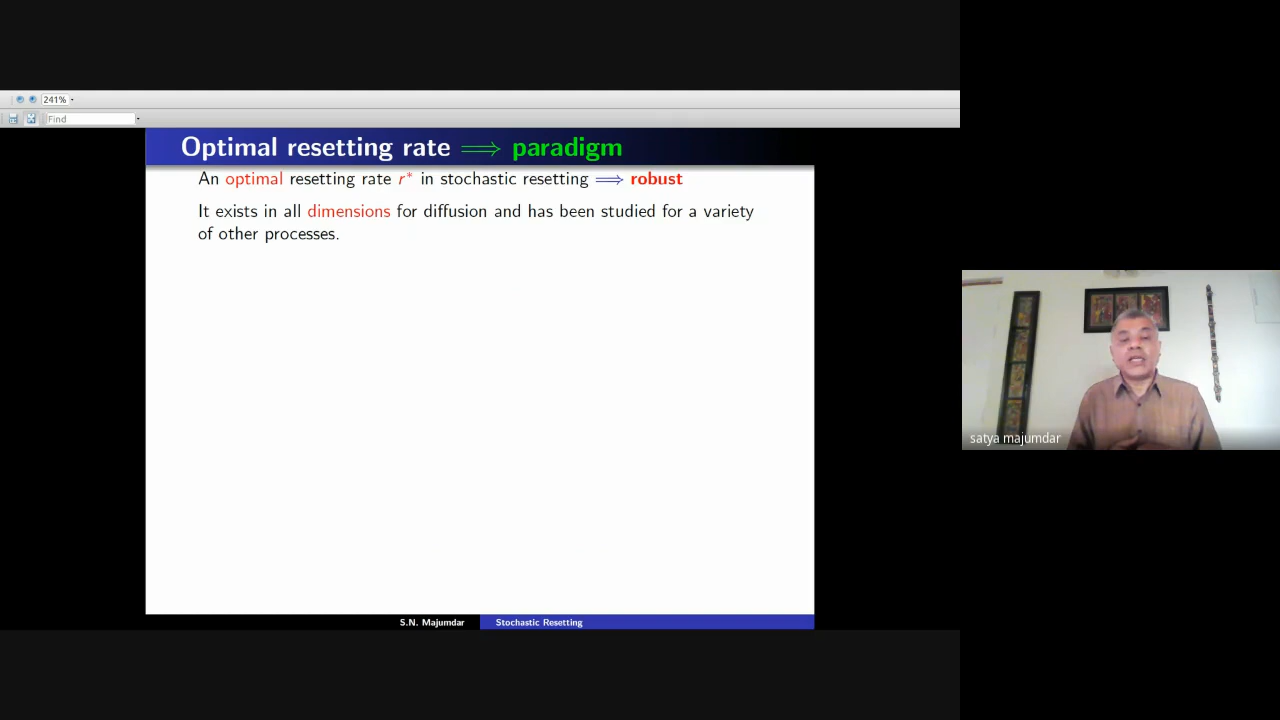 241%
Find
Optimal resetting rate ⟹ paradigm
An optimal resetting rate r* in stochastic resetting ⟹ robust
It exists in all dimensions for diffusion and has been studied for a variety
of other processes.
satya majumdar
S.N. Majumdar
Stochastic Resetting